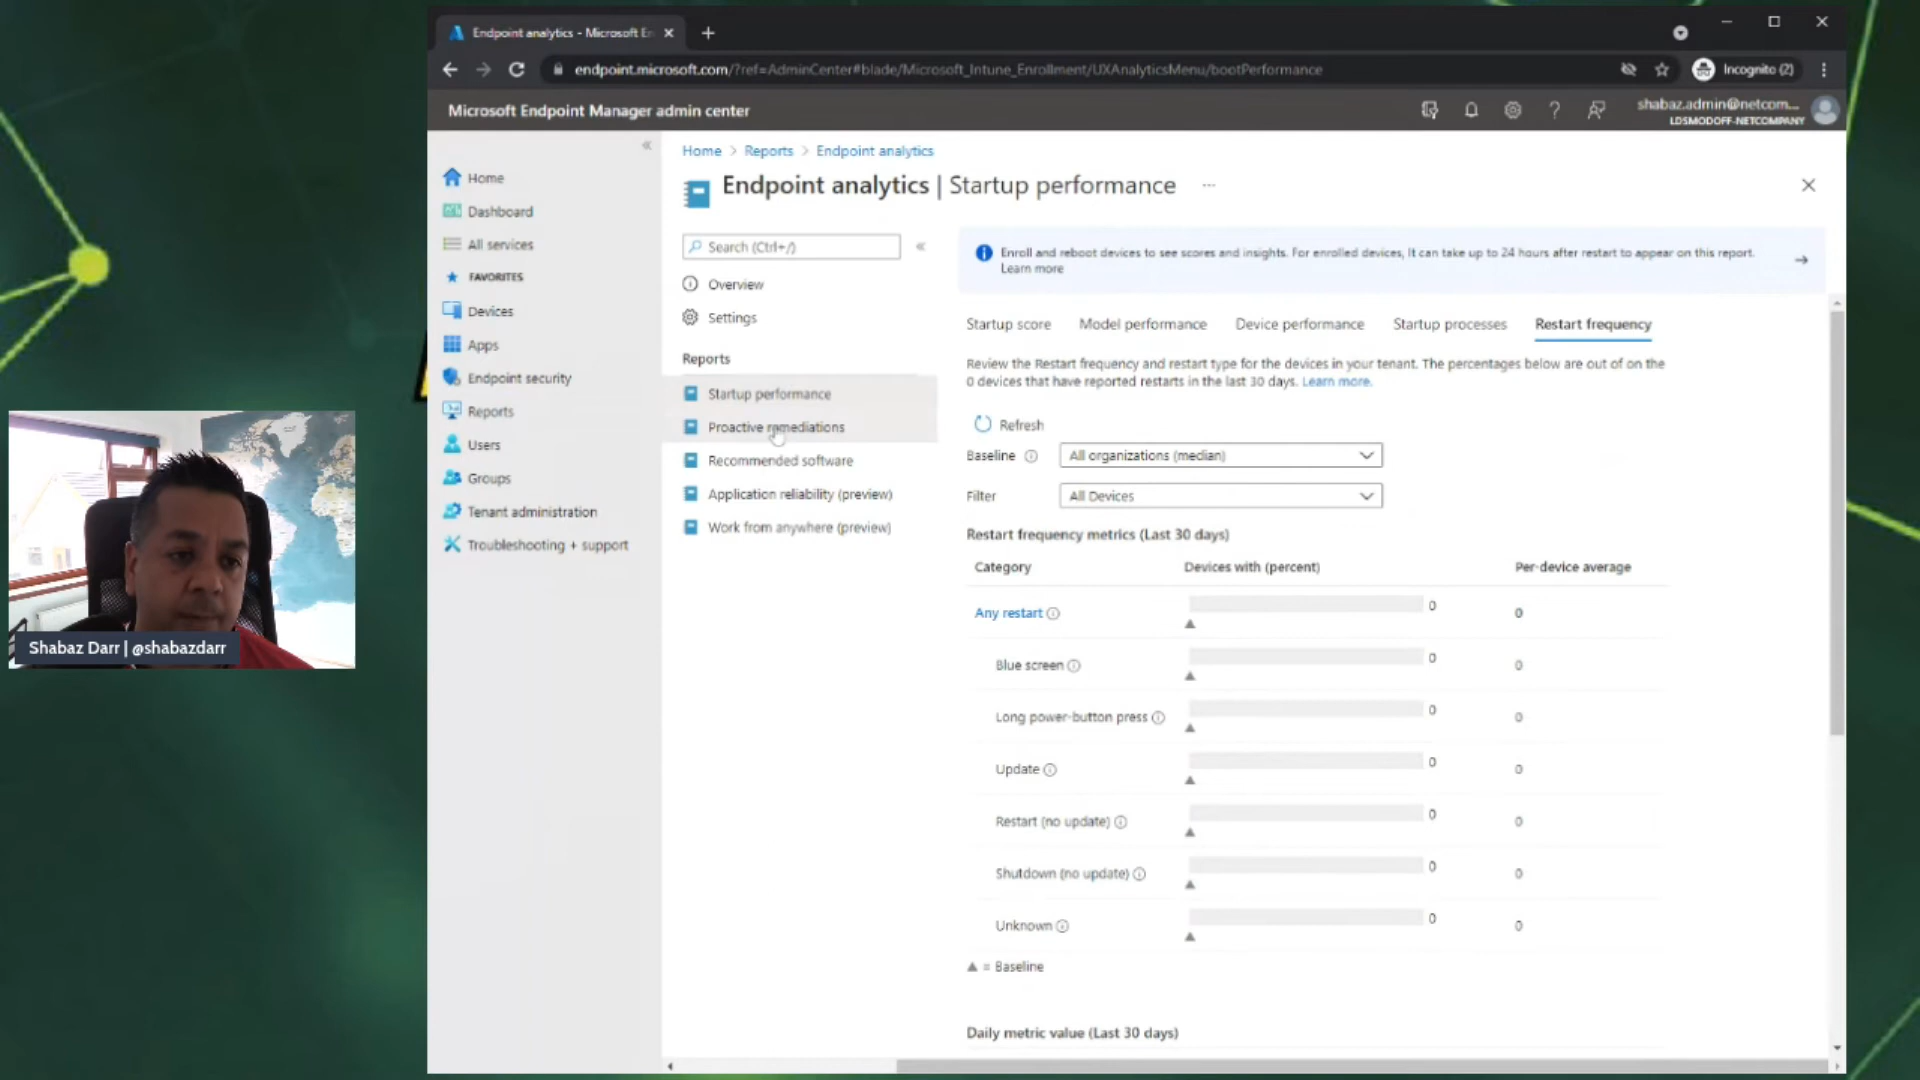 Endpoint analytics - Microsoft E
endpoint.microsoft.com/?ref=AdminCenter#blade/Microsoft_Intune_Enrollment/UXAnalyticsMenu/bootPerformance
Incognito (2)
Microsoft Endpoint Manager admin center
shabaz.admin@netcom...
LDSMODOFF-NETCOMPANY
Home
Dashboard
All services
FAVORITES
Devices
Apps
Endpoint security
Reports
Users
Groups
Tenant administration
Troubleshooting + support
Home > Reports > Endpoint analytics
Endpoint analytics | Startup performance ...
Search (Ctrl+/)
Overview
Settings
Reports
Startup performance
Proactive remediations
Recommended software
Application reliability (preview)
Work from anywhere (preview)
Enroll and reboot devices to see scores and insights. For enrolled devices, It can take up to 24 hours after restart to appear on this report.
Learn more
Startup score Model performance Device performance Startup processes Restart frequency
Review the Restart frequency and restart type for the devices in your tenant. The percentages below are out of on the
0 devices that have reported restarts in the last 30 days. Learn more.
Refresh
Baseline All organizations (median)
Filter All Devices
Restart frequency metrics (Last 30 days)
Category Devices with (percent) Per-device average
Any restart 0 0
Blue screen 0 0
Long power-button press 0 0
Update 0 0
Restart (no update) 0 0
Shutdown (no update) 0 0
Unknown 0 0
▲ = Baseline
Daily metric value (Last 30 days)
Shabaz Darr | @shabazdarr